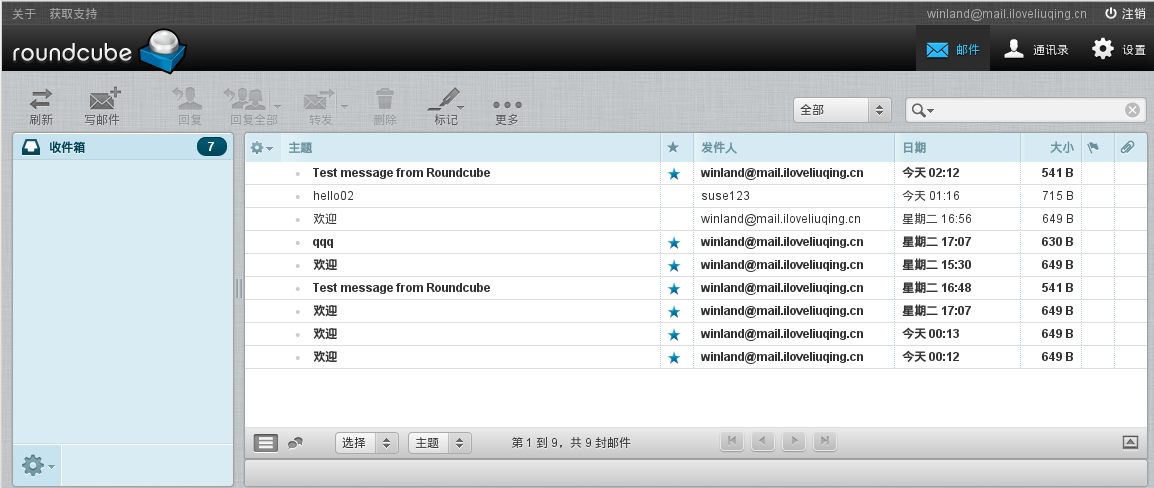 关于 获取支持 winland@mail.iloveliuqing.cn 注销
roundcube 邮件 通讯录 设置
刷新 写邮件 回复 回复全部 转发 删除 标记 更多 全部
收件箱 7 主题 发件人 日期 大小
Test message from Roundcube winland@mail.iloveliuqing.cn 今天 02:12 541 B
hello02 suse123 今天 01:16 715 B
欢迎 winland@mail.iloveliuqing.cn 星期二 16:56 649 B
qqq winland@mail.iloveliuqing.cn 星期二 17:07 630 B
欢迎 winland@mail.iloveliuqing.cn 星期二 15:30 649 B
Test message from Roundcube winland@mail.iloveliuqing.cn 星期二 16:48 541 B
欢迎 winland@mail.iloveliuqing.cn 星期二 17:07 649 B
欢迎 winland@mail.iloveliuqing.cn 今天 00:13 649 B
欢迎 winland@mail.iloveliuqing.cn 今天 00:12 649 B
选择 主题 第 1 到 9，共 9 封邮件